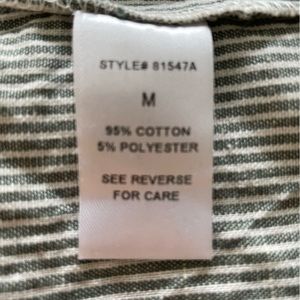 STYLE# 81547A
M
95% COTTON
5% POLYESTER
SEE REVERSE
FOR CARE